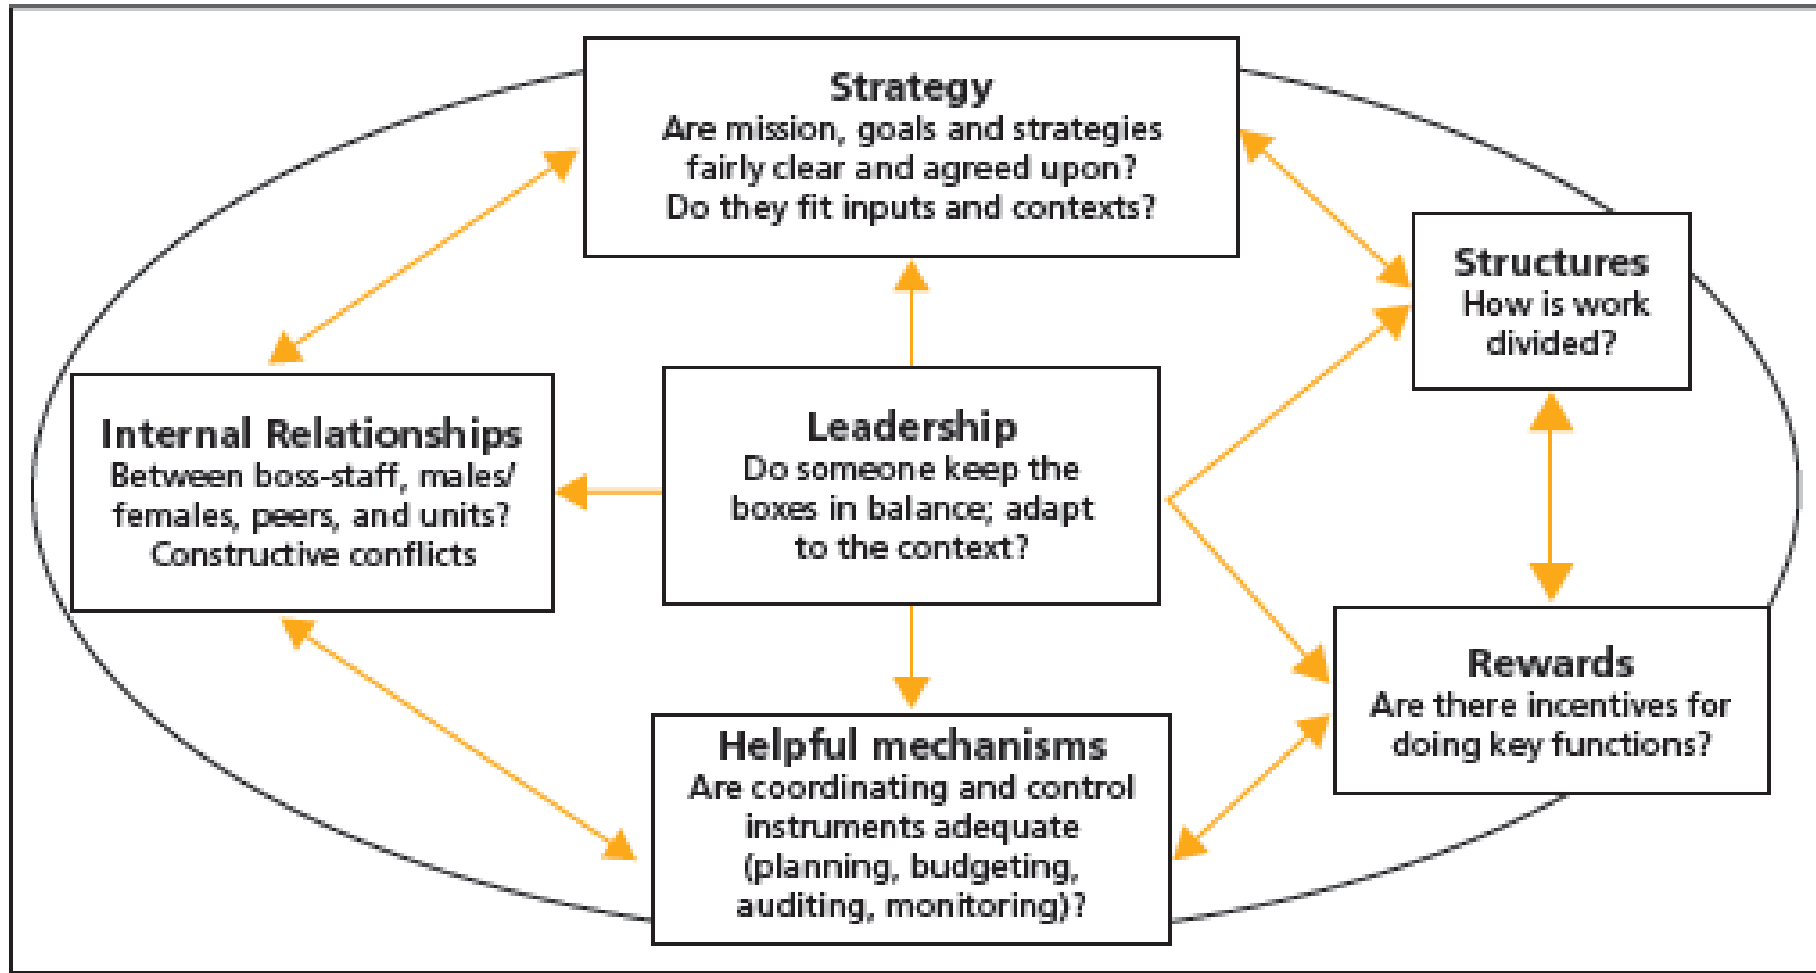 Strategy
Are mission, goals and strategies
fairly clear and agreed upon?
Do they fit inputs and contexts?
Structures
How is work
divided?
Internal Relationships
Between boss-staff, males/
females, peers, and units?
Constructive conflicts
Leadership
Do someone keep the
boxes in balance; adapt
to the context?
Rewards
Are there incentives for
doing key functions?
Helpful mechanisms
Are coordinating and control
instruments adequate
(planning, budgeting,
auditing, monitoring)?